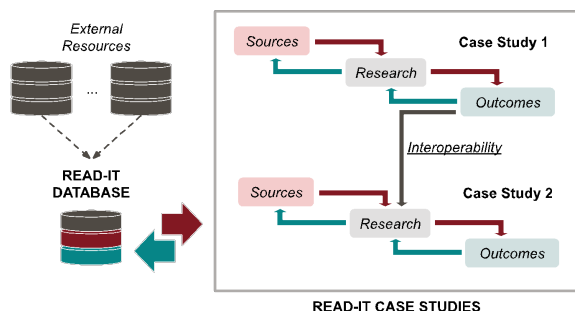 External
Resources
...
READ-IT
DATABASE
Case Study 1
Sources
Research
Outcomes
Interoperability
Case Study 2
Sources
Research
Outcomes
READ-IT CASE STUDIES